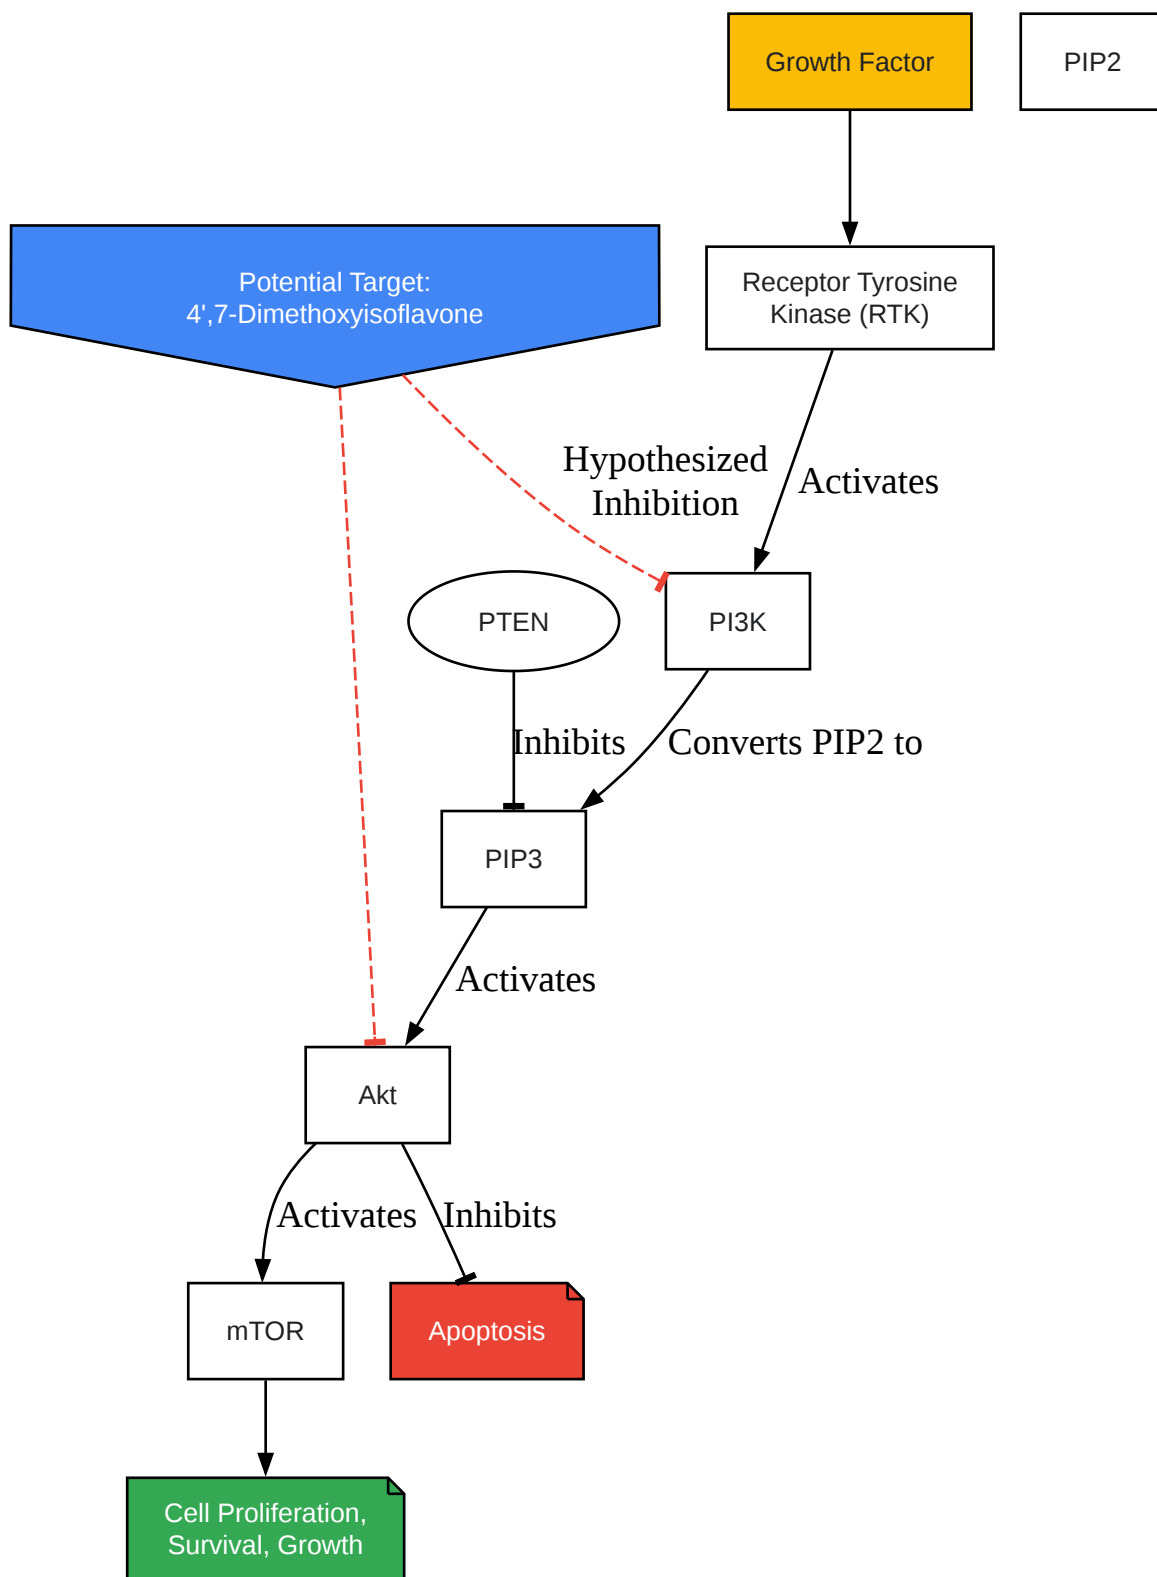 Growth Factor
PIP2
Potential Target:
4',7-Dimethoxyisoflavone
Receptor Tyrosine
Kinase (RTK)
Hypothesized
Inhibition
Activates
PTEN
PI3K
Inhibits
Converts PIP2 to
PIP3
Activates
Akt
Activates
Inhibits
mTOR
Apoptosis
Cell Proliferation,
Survival, Growth